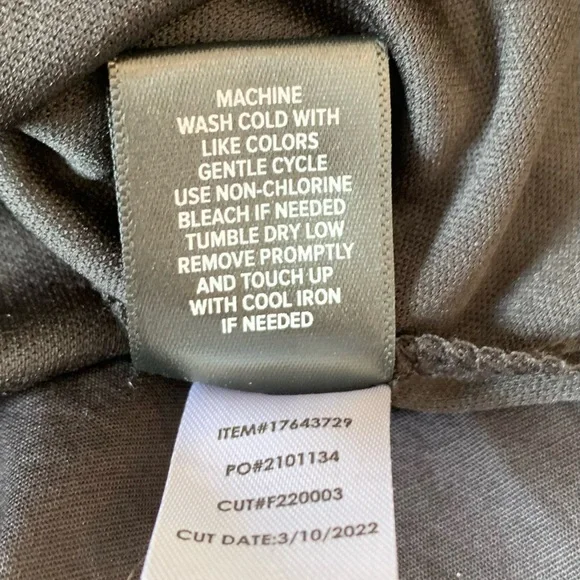 MACHINE
WASH COLD WITH
LIKE COLORS
GENTLE CYCLE
USE NON-CHLORINE
BLEACH IF NEEDED
TUMBLE DRY LOW
REMOVE PROMPTLY
AND TOUCH UP
WITH COOL IRON
IF NEEDED
ITEM#17643729
PO#2101134
CUT#F220003
CUT DATE:3/10/2022